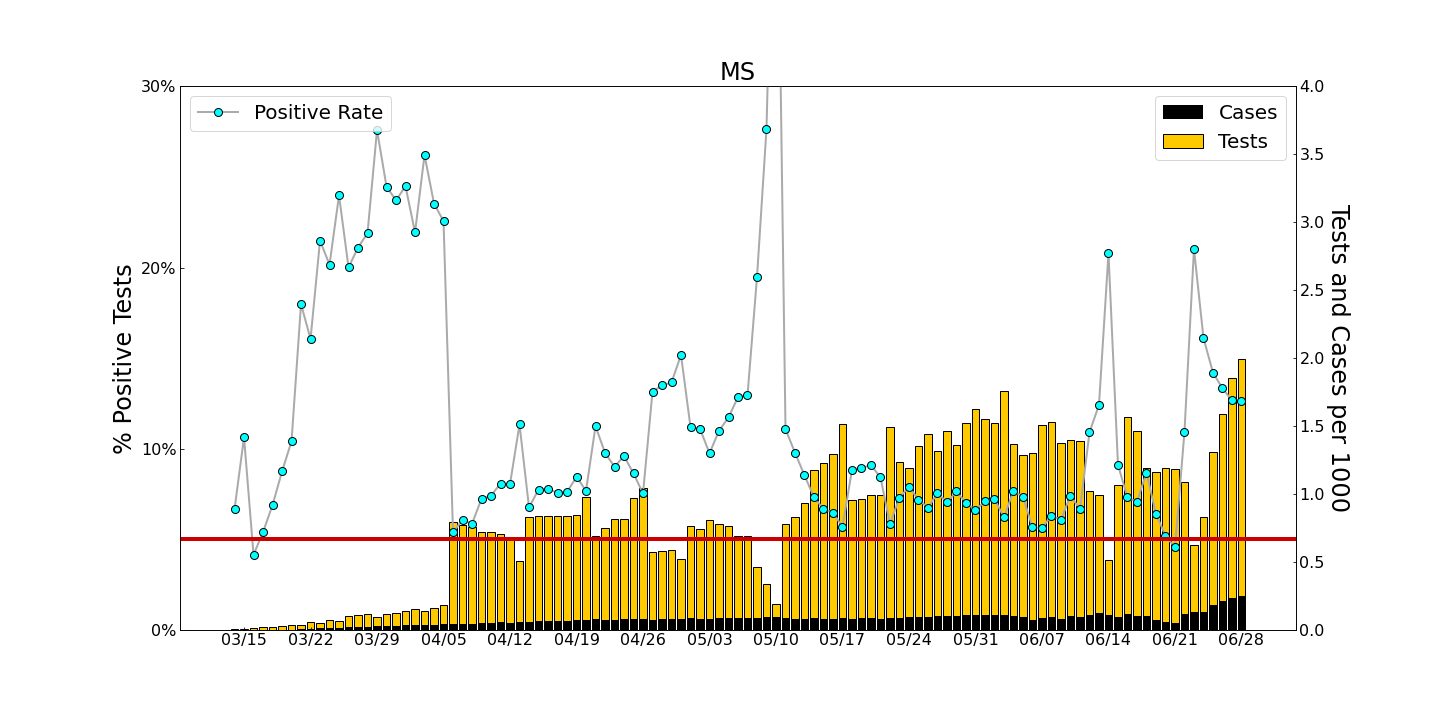 MS
30%
20%
10%
0%
% Positive Tests
Positive Rate
Cases
Tests
4.0
3.5
3.0
2.5
2.0
1.5
1.0
0.5
0.0
Tests and Cases per 1000
03/15 03/22 03/29 04/05 04/12 04/19 04/26 05/03 05/10 05/17 05/24 05/31 06/07 06/14 06/21 06/28